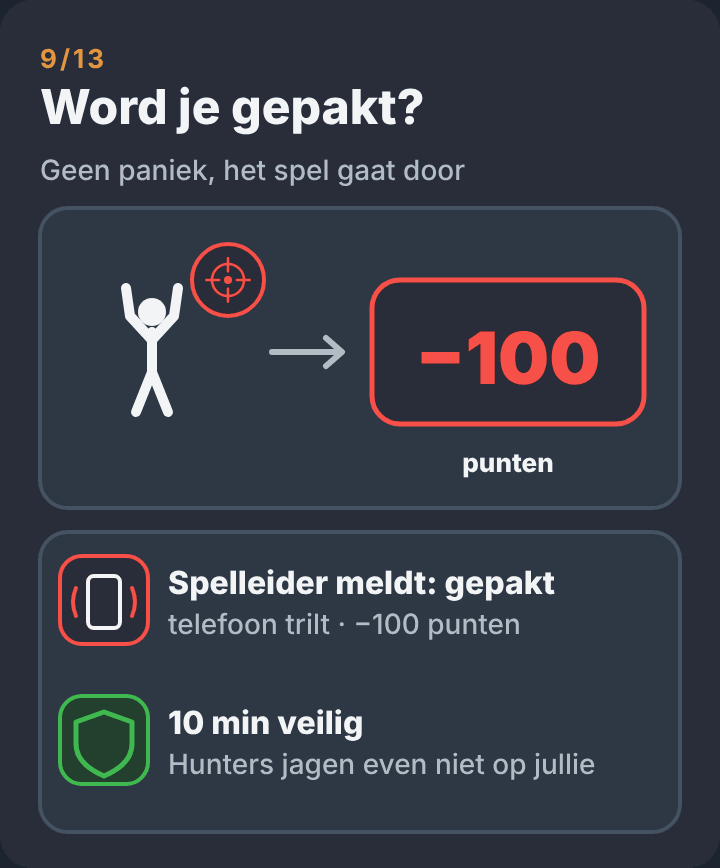 9/13
Word je gepakt?
Geen paniek, het spel gaat door
−100
punten
Spelleider meldt: gepakt
telefoon trilt · −100 punten
10 min veilig
Hunters jagen even niet op jullie